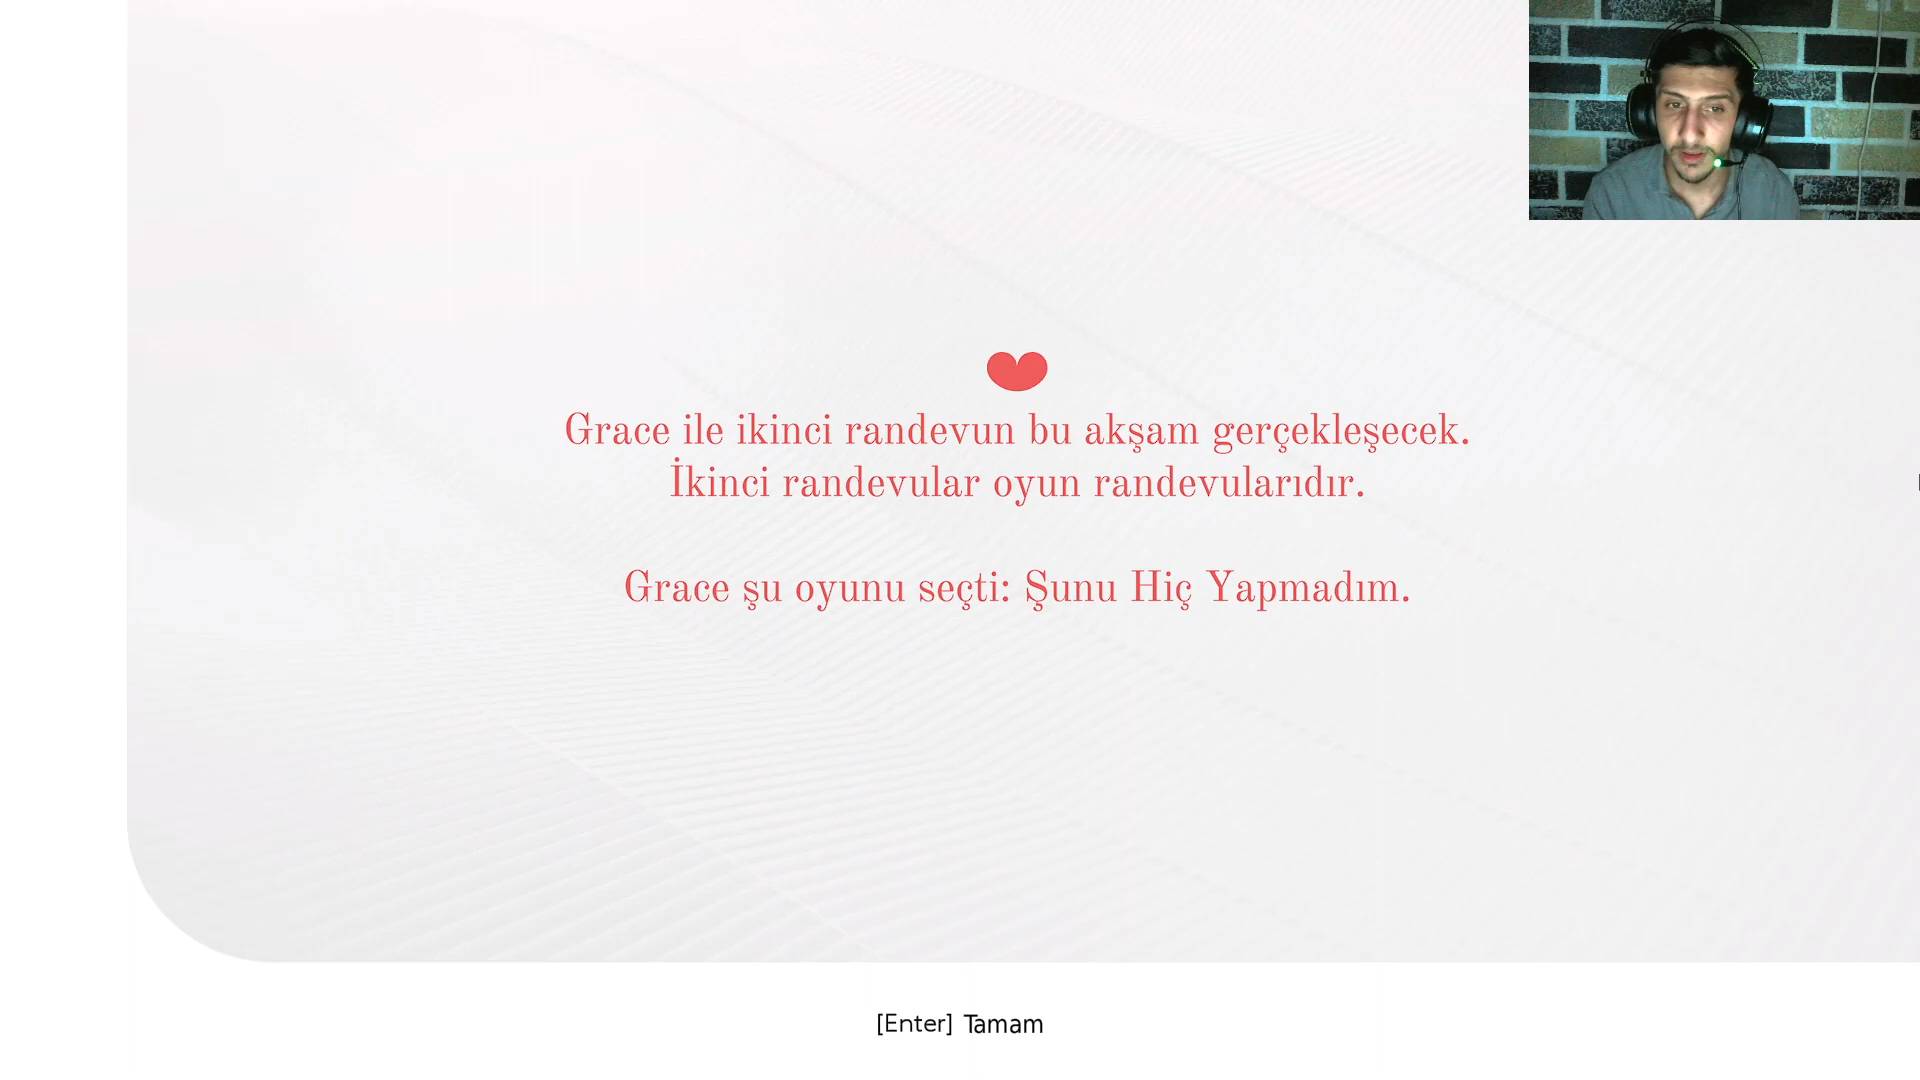 Grace ile ikinci randevun bu akşam gerçekleşecek.
İkinci randevular oyun randevularıdır.
Grace şu oyunu seçti: Şunu Hiç Yapmadım.
[Enter] Tamam